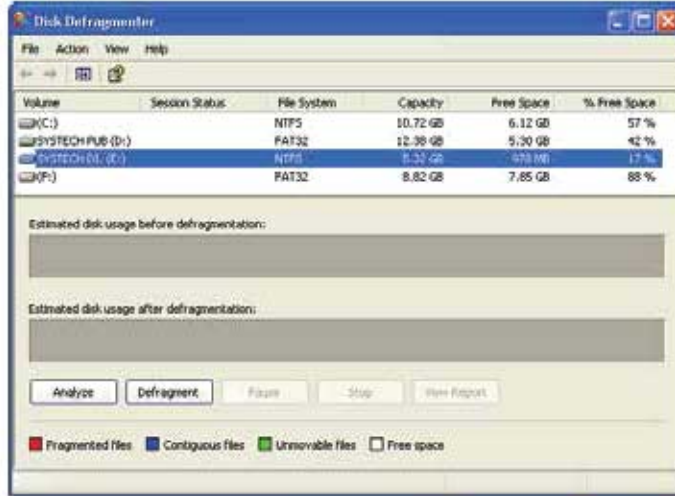 Disk Defragmenter
File Action View Help
Volume Session Status File System Capacity Free Space % Free Space
(C:) NTFS 10.72 GB 6.12 GB 57 %
SYSTECH PUB (D:) FAT32 12.38 GB 5.30 GB 42 %
SYSTECH (E:) NTFS GB 978 MB 17 %
(F:) FAT32 8.82 GB 7.85 GB 88 %
Estimated disk usage before defragmentation:
Estimated disk usage after defragmentation:
Analyze Defragment Pause Stop View Report
Fragmented files Contiguous files Unmovable files Free space